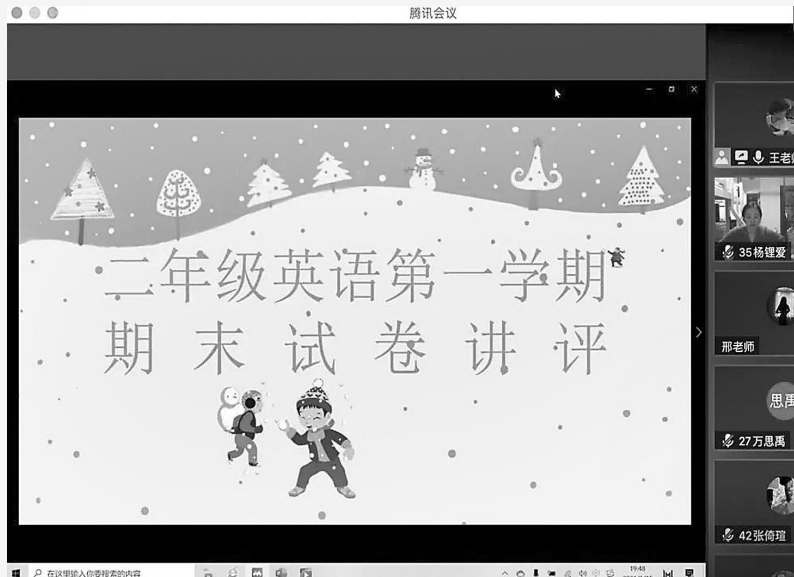 腾讯会议
二年级英语第一学期
期末试卷讲评
王老
35杨锂爱
邢老师
思禹
27万思禹
42张倚瑄
在这里输入你要搜索的内容
19:48